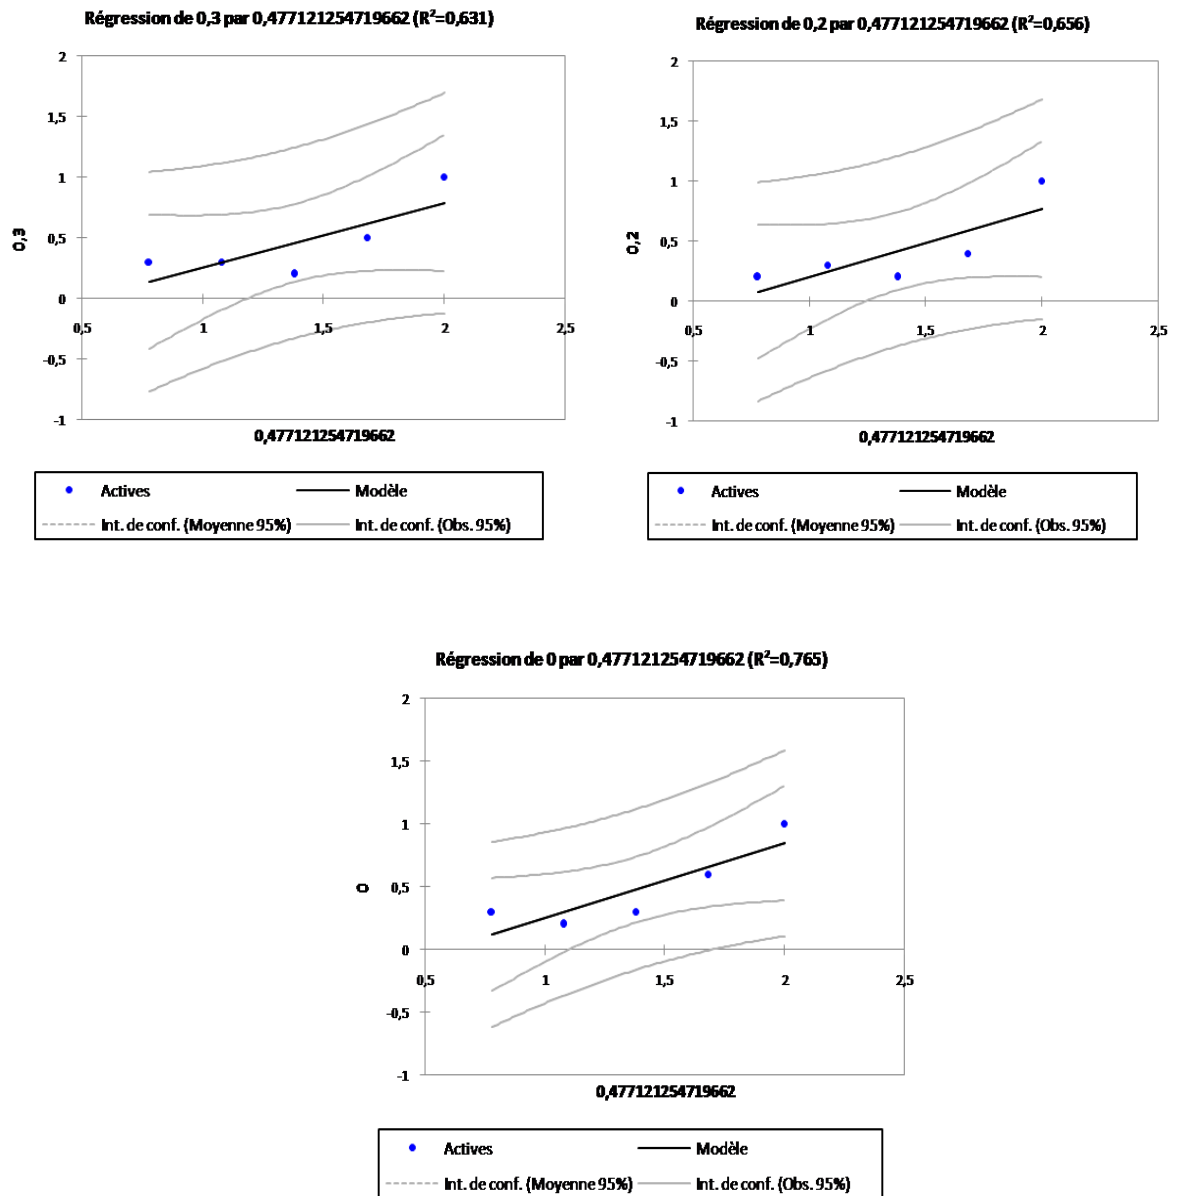 Régression de 0,3 par 0,477121254719662 (R²=0,631)
2
1,5
1
0,5
0
-0,5
-1
0,5
1
1,5
2
2,5
0,3
0,477121254719662
Actives
Modèle
Int. de conf. (Moyenne 95%)
Int. de conf. (Obs. 95%)
Régression de 0,2 par 0,477121254719662 (R²=0,656)
2
1,5
1
0,5
0
-0,5
-1
0,5
1
1,5
2
2,5
0,2
0,477121254719662
Actives
Modèle
Int. de conf. (Moyenne 95%)
Int. de conf. (Obs. 95%)
Régression de 0 par 0,477121254719662 (R²=0,765)
2
1,5
1
0,5
0
-0,5
-1
0,5
1
1,5
2
2,5
0
0,477121254719662
Actives
Modèle
Int. de conf. (Moyenne 95%)
Int. de conf. (Obs. 95%)